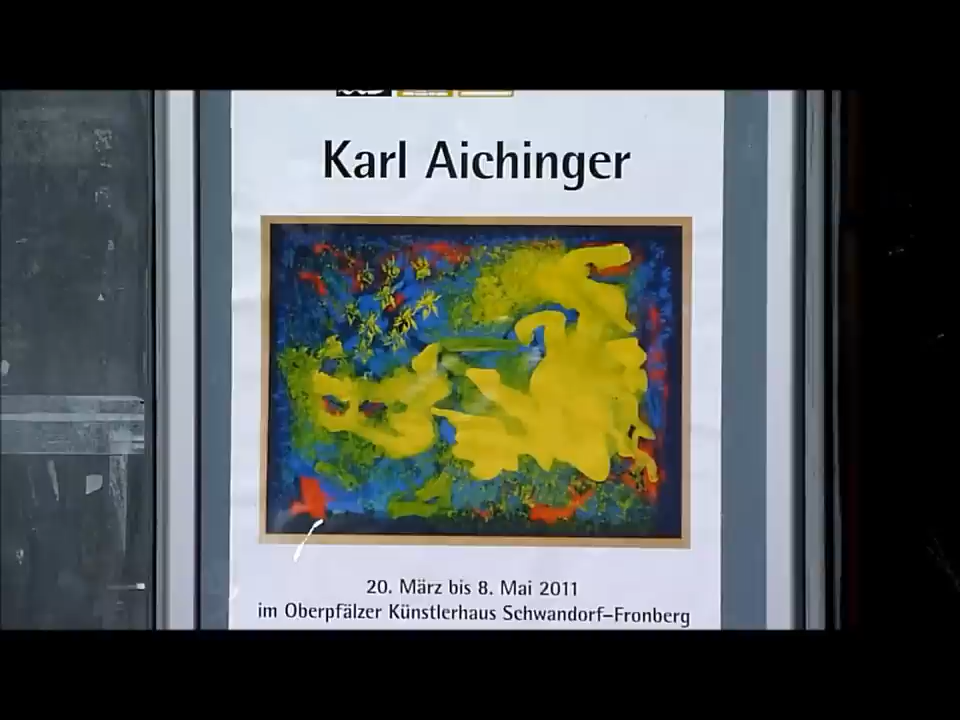 Karl Aichinger
20. März bis 8. Mai 2011
im Oberpfälzer Künstlerhaus Schwandorf-Fronberg